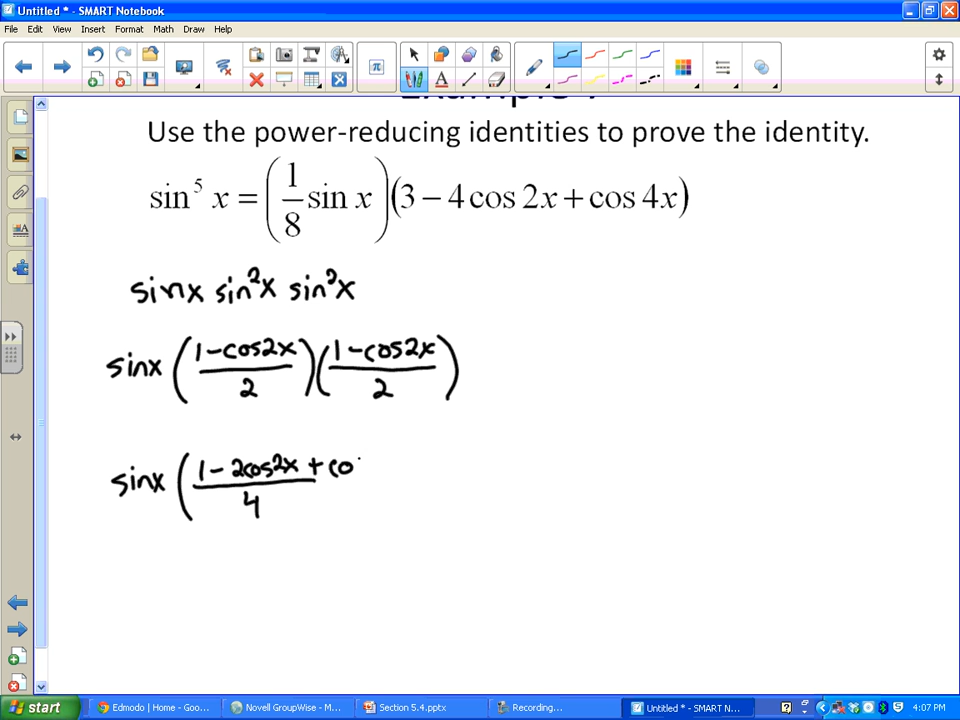 Untitled * - SMART Notebook
File Edit View Insert Format Math Draw Help
Use the power-reducing identities to prove the identity.
sin⁵ x = (1/8 sin x)(3 − 4 cos 2x + cos 4x)
sinx sin²x sin²x
sinx ((1-cos2x)/2)((1-cos2x)/2)
sinx ((1-2cos2x + co)/4
start Edmodo | Home - Goo... Novell GroupWise - M... Section 5.4.pptx Recording... Untitled * - SMART N... 4:07 PM